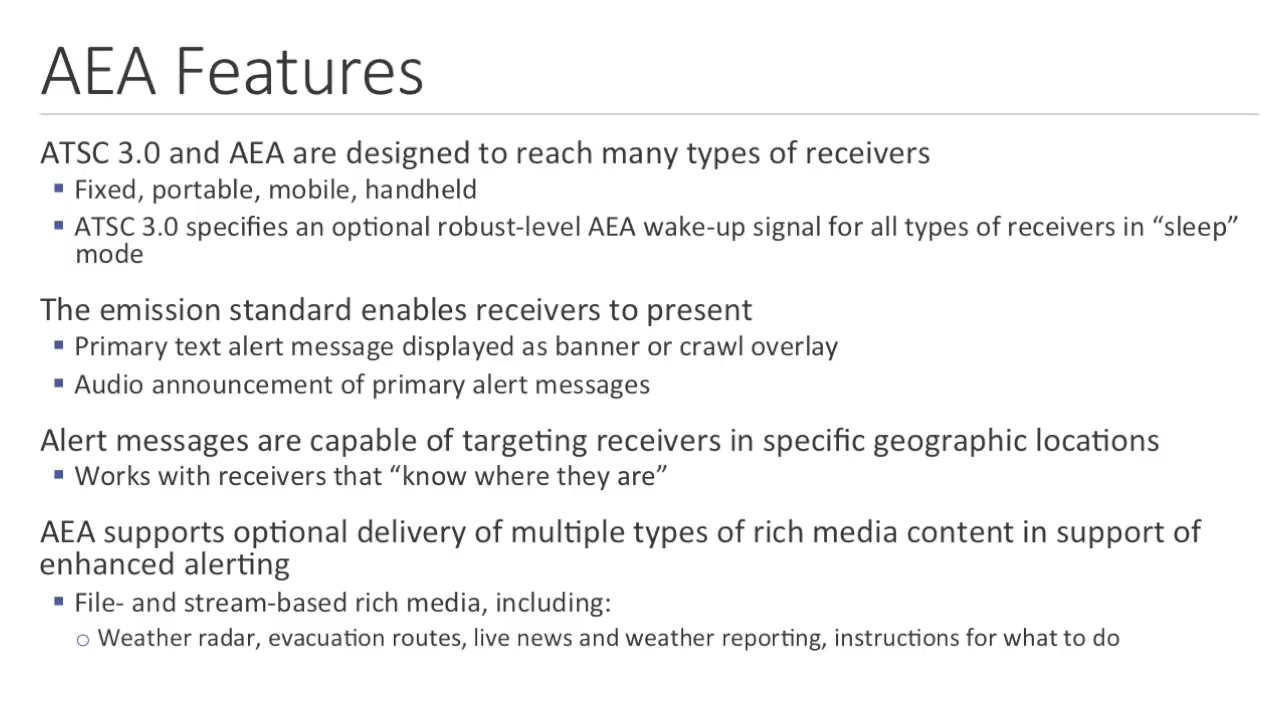 AEA Features
ATSC 3.0 and AEA are designed to reach many types of receivers
▪ Fixed, portable, mobile, handheld
▪ ATSC 3.0 specifies an optional robust-level AEA wake-up signal for all types of receivers in “sleep”
mode
The emission standard enables receivers to present
▪ Primary text alert message displayed as banner or crawl overlay
▪ Audio announcement of primary alert messages
Alert messages are capable of targeting receivers in specific geographic locations
▪ Works with receivers that “know where they are”
AEA supports optional delivery of multiple types of rich media content in support of
enhanced alerting
▪ File- and stream-based rich media, including:
○ Weather radar, evacuation routes, live news and weather reporting, instructions for what to do